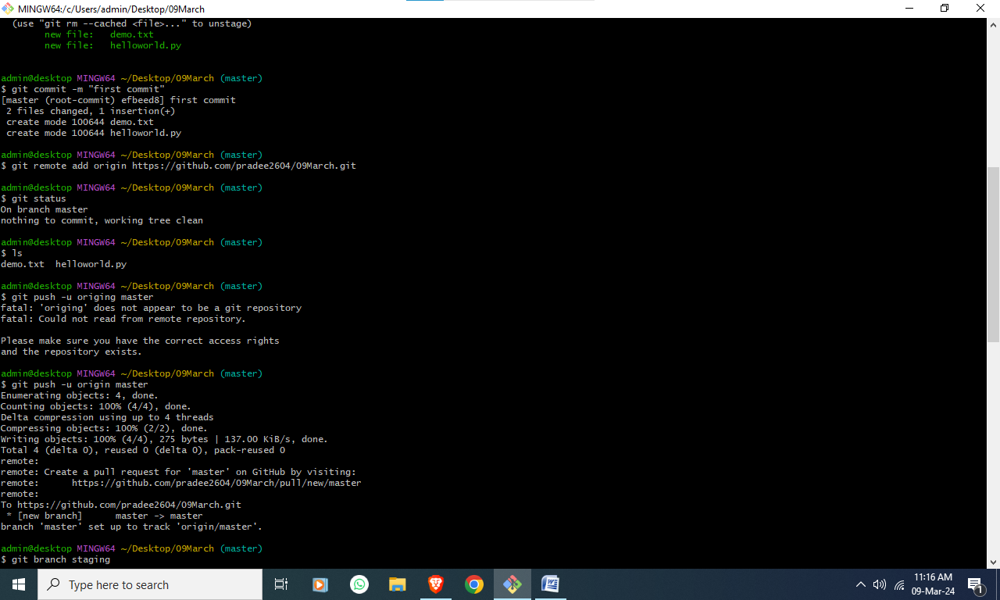 MINGW64:/c/Users/admin/Desktop/09March
(use "git rm --cached <file>..." to unstage)
new file:   demo.txt
new file:   helloworld.py
admin@desktop MINGW64 ~/Desktop/09March (master)
$ git commit -m "first commit"
[master (root-commit) efbeed8] first commit
2 files changed, 1 insertion(+)
create mode 100644 demo.txt
create mode 100644 helloworld.py
admin@desktop MINGW64 ~/Desktop/09March (master)
$ git remote add origin https://github.com/pradee2604/09March.git
admin@desktop MINGW64 ~/Desktop/09March (master)
$ git status
On branch master
nothing to commit, working tree clean
admin@desktop MINGW64 ~/Desktop/09March (master)
$ ls
demo.txt  helloworld.py
admin@desktop MINGW64 ~/Desktop/09March (master)
$ git push -u origing master
fatal: 'origing' does not appear to be a git repository
fatal: Could not read from remote repository.
Please make sure you have the correct access rights
and the repository exists.
admin@desktop MINGW64 ~/Desktop/09March (master)
$ git push -u origin master
Enumerating objects: 4, done.
Counting objects: 100% (4/4), done.
Delta compression using up to 4 threads
Compressing objects: 100% (2/2), done.
Writing objects: 100% (4/4), 275 bytes | 137.00 KiB/s, done.
Total 4 (delta 0), reused 0 (delta 0), pack-reused 0
remote:
remote: Create a pull request for 'master' on GitHub by visiting:
remote:      https://github.com/pradee2604/09March/pull/new/master
remote:
To https://github.com/pradee2604/09March.git
* [new branch]      master -> master
branch 'master' set up to track 'origin/master'.
admin@desktop MINGW64 ~/Desktop/09March (master)
$ git branch staging
Type here to search
11:16 AM
09-Mar-24
1